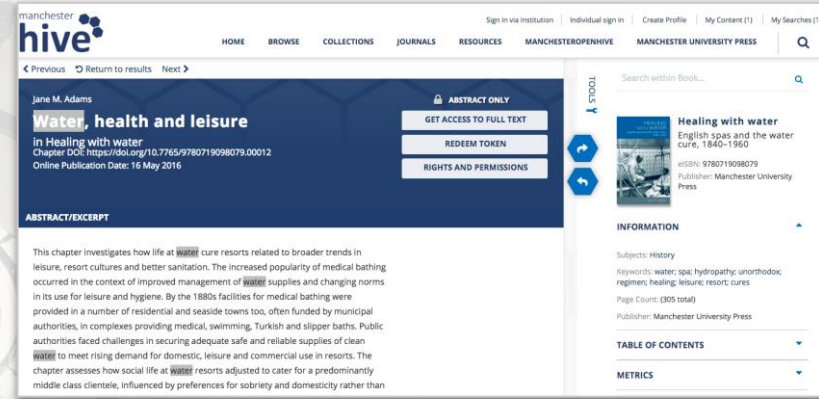 manchester
hive
Sign in via Institution
Individual sign in
Create Profile
My Content (1)
My Searches (1
HOME
BROWSE
COLLECTIONS
JOURNALS
RESOURCES
MANCHESTEROPENHIVE
MANCHESTER UNIVERSITY PRESS
Previous
Return to results
Next
Jane M. Adams
Water, health and leisure
in Healing with water
Chapter DOI: https://doi.org/10.7765/9780719098079.00012
Online Publication Date: 16 May 2016
ABSTRACT ONLY
GET ACCESS TO FULL TEXT
REDEEM TOKEN
RIGHTS AND PERMISSIONS
ABSTRACT/EXCERPT
This chapter investigates how life at water cure resorts related to broader trends in
leisure, resort cultures and better sanitation. The increased popularity of medical bathing
occurred in the context of improved management of water supplies and changing norms
in its use for leisure and hygiene. By the 1880s facilities for medical bathing were
provided in a number of residential and seaside towns too, often funded by municipal
authorities, in complexes providing medical, swimming, Turkish and slipper baths. Public
authorities faced challenges in securing adequate safe and reliable supplies of clean
water to meet rising demand for domestic, leisure and commercial use in resorts. The
chapter assesses how social life at water resorts adjusted to cater for a predominantly
middle class clientele, influenced by preferences for sobriety and domesticity rather than
TOOLS
Search within Book...
HEALING
WITH WATER
Healing with water
English spas and the water
cure, 1840–1960
eISBN: 9780719098079
Publisher: Manchester University
Press
INFORMATION
Subjects: History
Keywords: water; spa; hydropathy; unorthodox;
regimen; healing; leisure; resort; cures
Page Count: (305 total)
Publisher: Manchester University Press
TABLE OF CONTENTS
METRICS